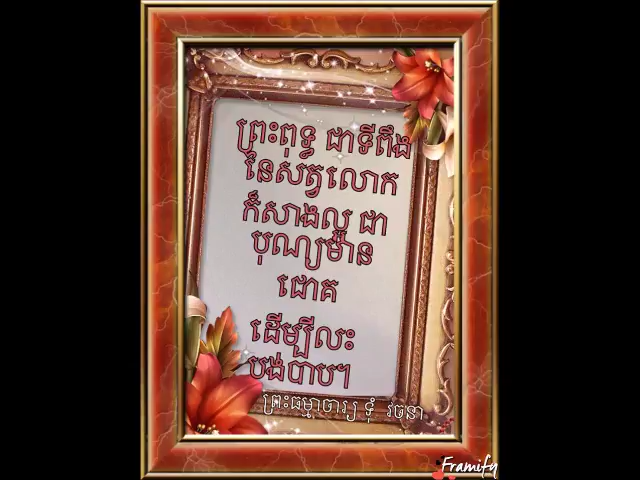 ព្រះពុទ្ធ ជាទីពឹង
នៃសត្វលោក
ក៏សាងល្អ ជា
បុណ្យមាន
ជោគ
ដើម្បីលះ
បង់បាប។
ព្រះធម្មាចារ្យ ទុំ វចនា
Framify